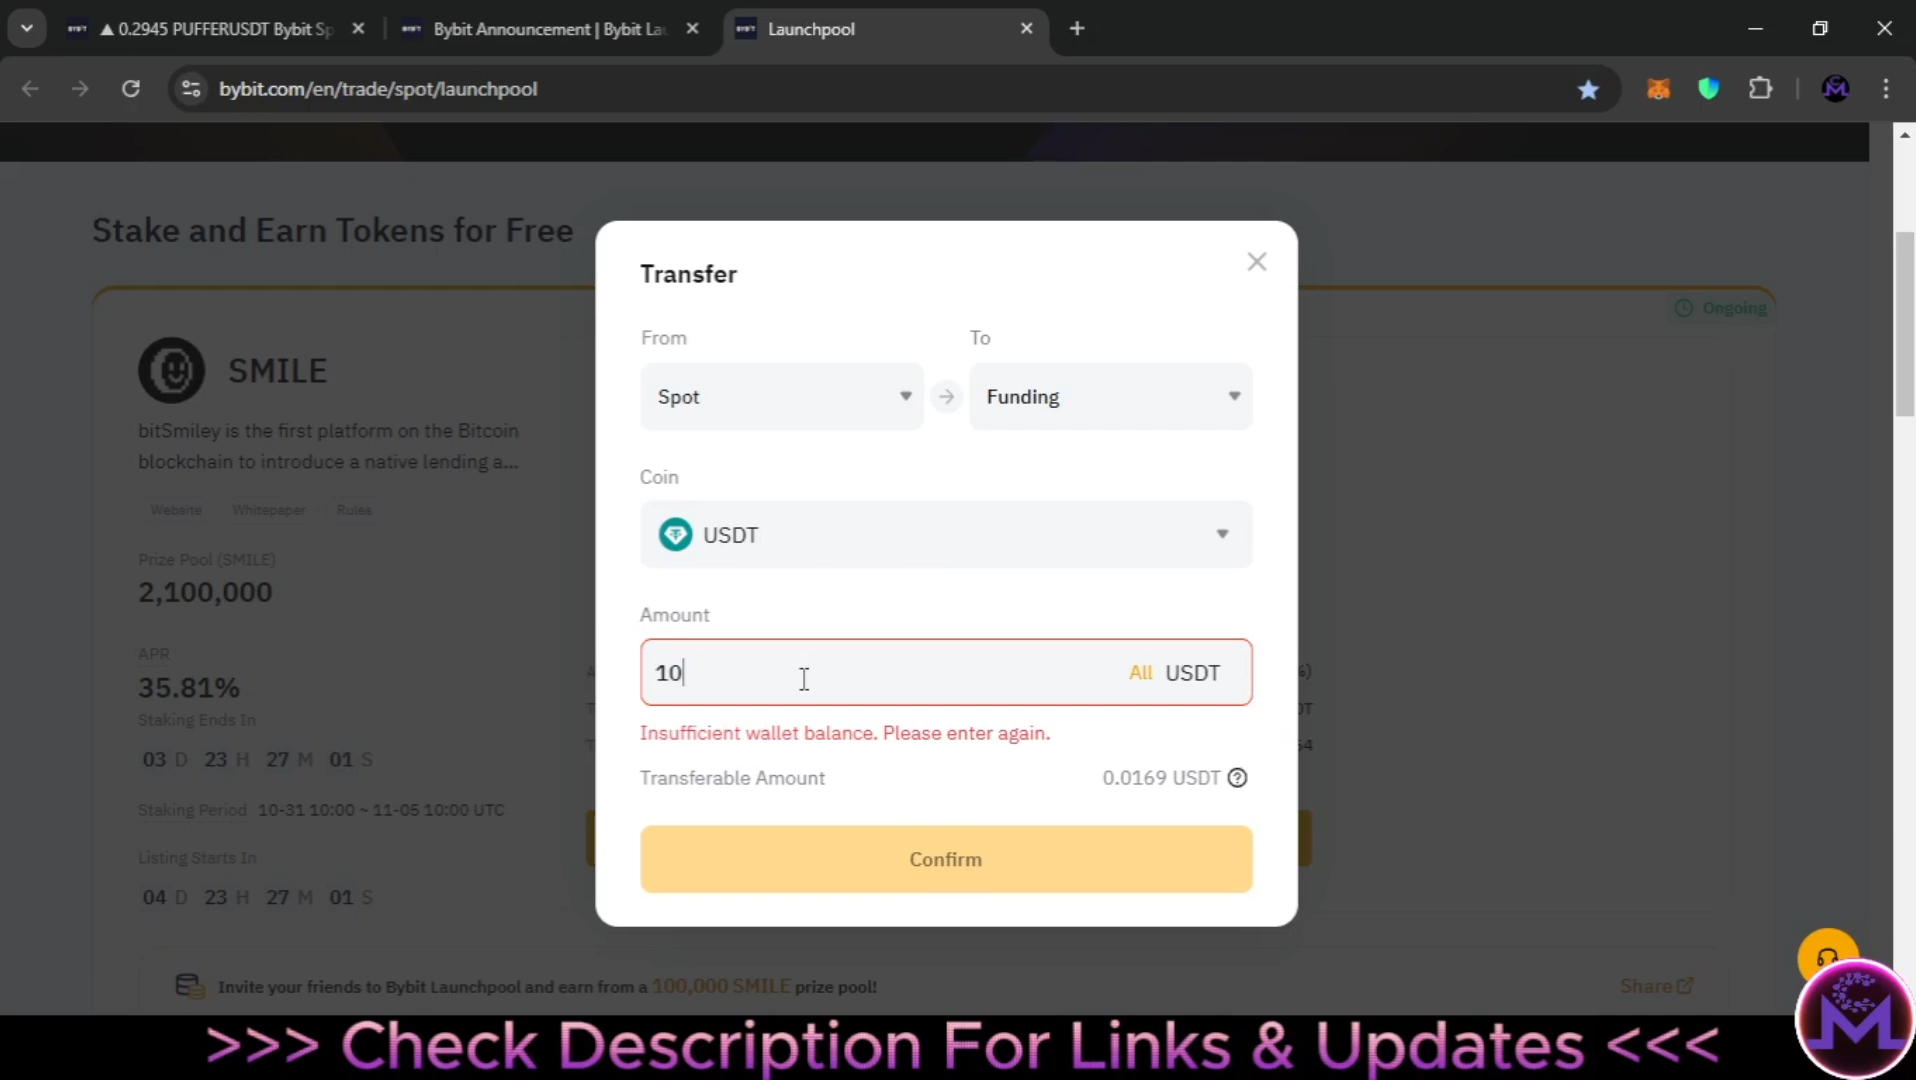 ▲ 0.2945 PUFFERUSDT Bybit Sp
Bybit Announcement | Bybit La
Launchpool
bybit.com/en/trade/spot/launchpool
Stake and Earn Tokens for Free
Ongoing
SMILE
bitSmiley is the first platform on the Bitcoin
blockchain to introduce a native lending a...
Website Whitepaper Rules
Prize Pool (SMILE)
2,100,000
APR
35.81%
Staking Ends In
03 D 23 H 27 M 01 S
Staking Period 10-31 10:00 ~ 11-05 10:00 UTC
Listing Starts In
04 D 23 H 27 M 01 S
Invite your friends to Bybit Launchpool and earn from a 100,000 SMILE prize pool!
Share
Transfer
From To
Spot Funding
Coin
USDT
Amount
10 All USDT
Insufficient wallet balance. Please enter again.
Transferable Amount 0.0169 USDT
Confirm
>>> Check Description For Links & Updates <<<